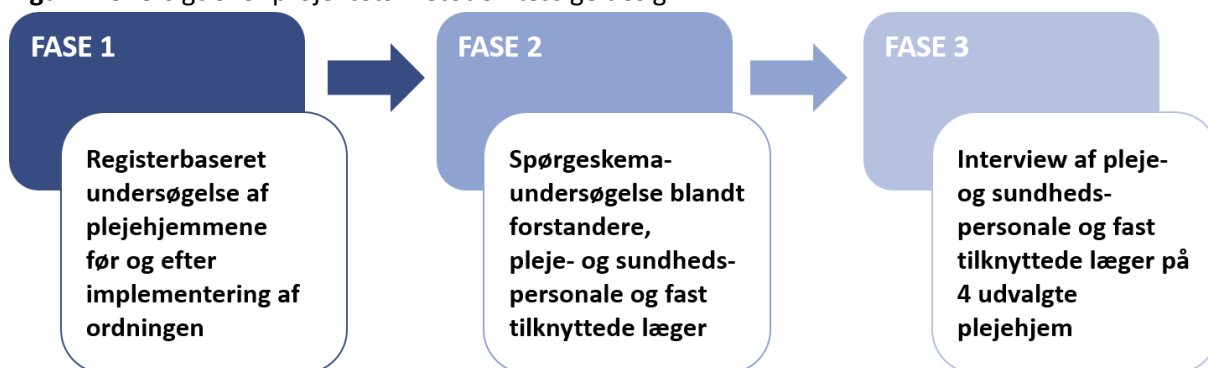 FASE 1
Registerbaseret
undersøgelse af
plejehjemmene
før og efter
implementering af
ordningen
FASE 2
Spørgeskema-
undersøgelse blandt
forstandere,
pleje- og sundheds-
personale og fast
tilknyttede læger
FASE 3
Interview af pleje-
og sundheds-
personale og fast
tilknyttede læger på
4 udvalgte
plejehjem